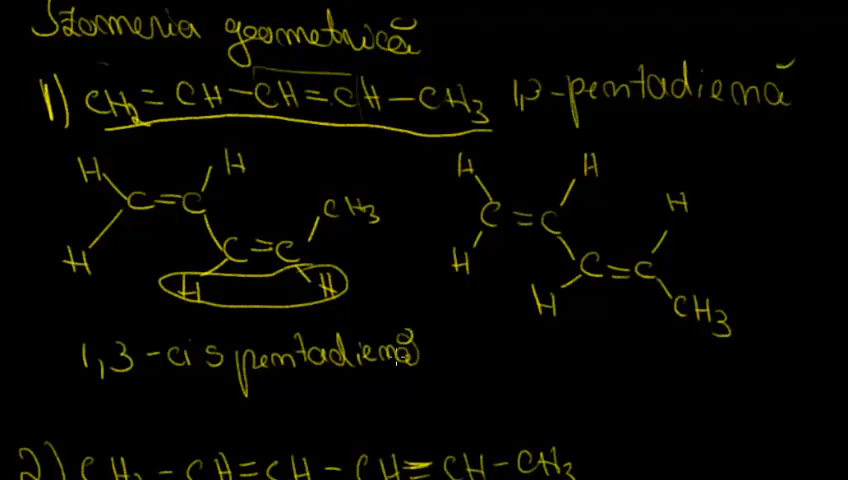 Izomeria geometrică
1) CH2=CH-CH=CH-CH3 1,3-pentadienă
H H H H
C=C CH3 C=C H
H C=C H C=C
H H H CH3
1,3-cis pentadienă
2) CH3-CH=CH-CH=CH-CH3